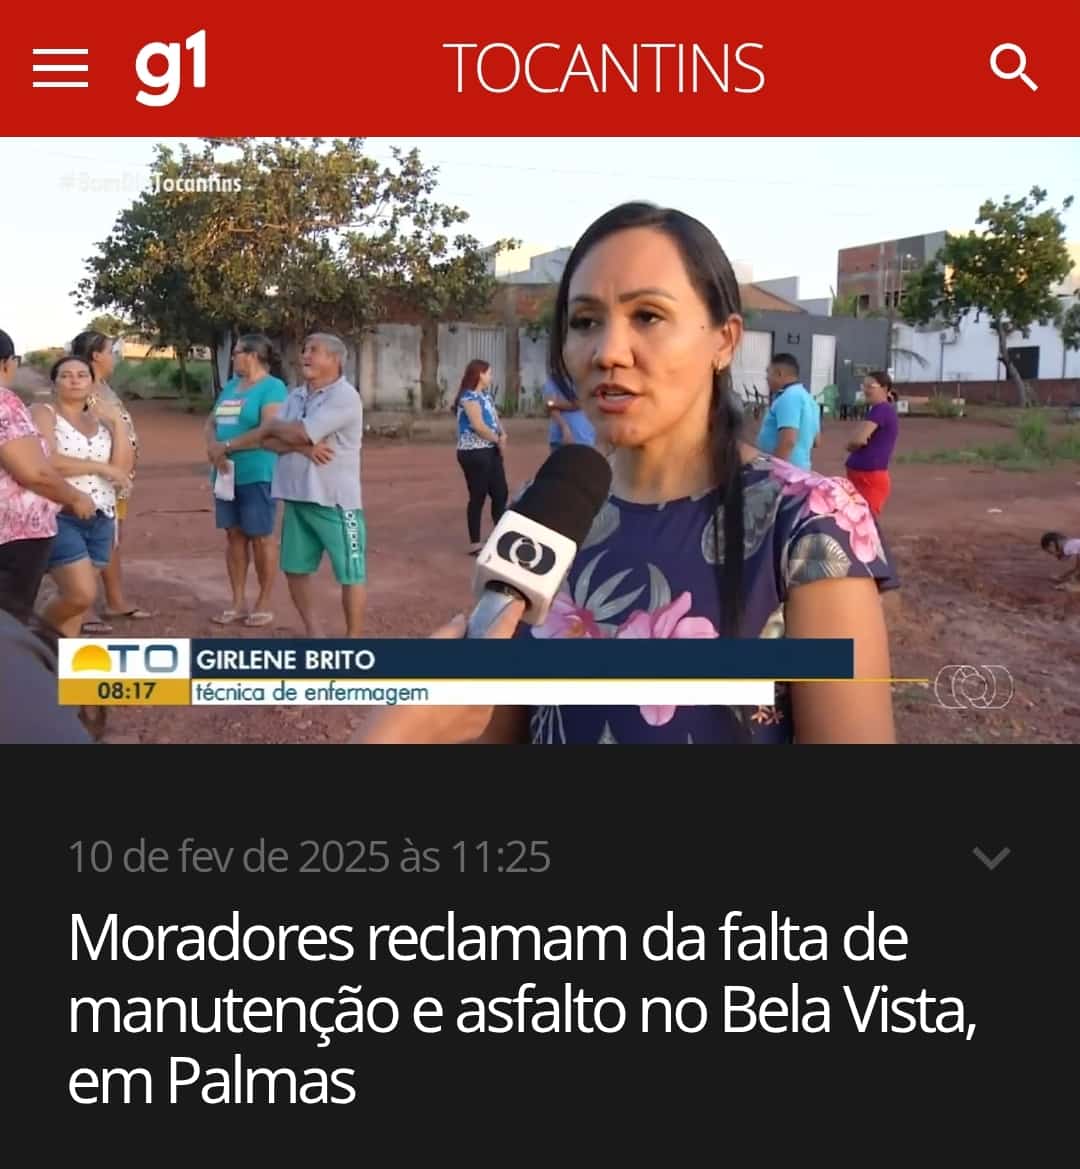 g1
TOCANTINS
#BomDiaTocantins
adidas
TO
GIRLENE BRITO
08:17
técnica de enfermagem
10 de fev de 2025 às 11:25
Moradores reclamam da falta de
manutenção e asfalto no Bela Vista,
em Palmas